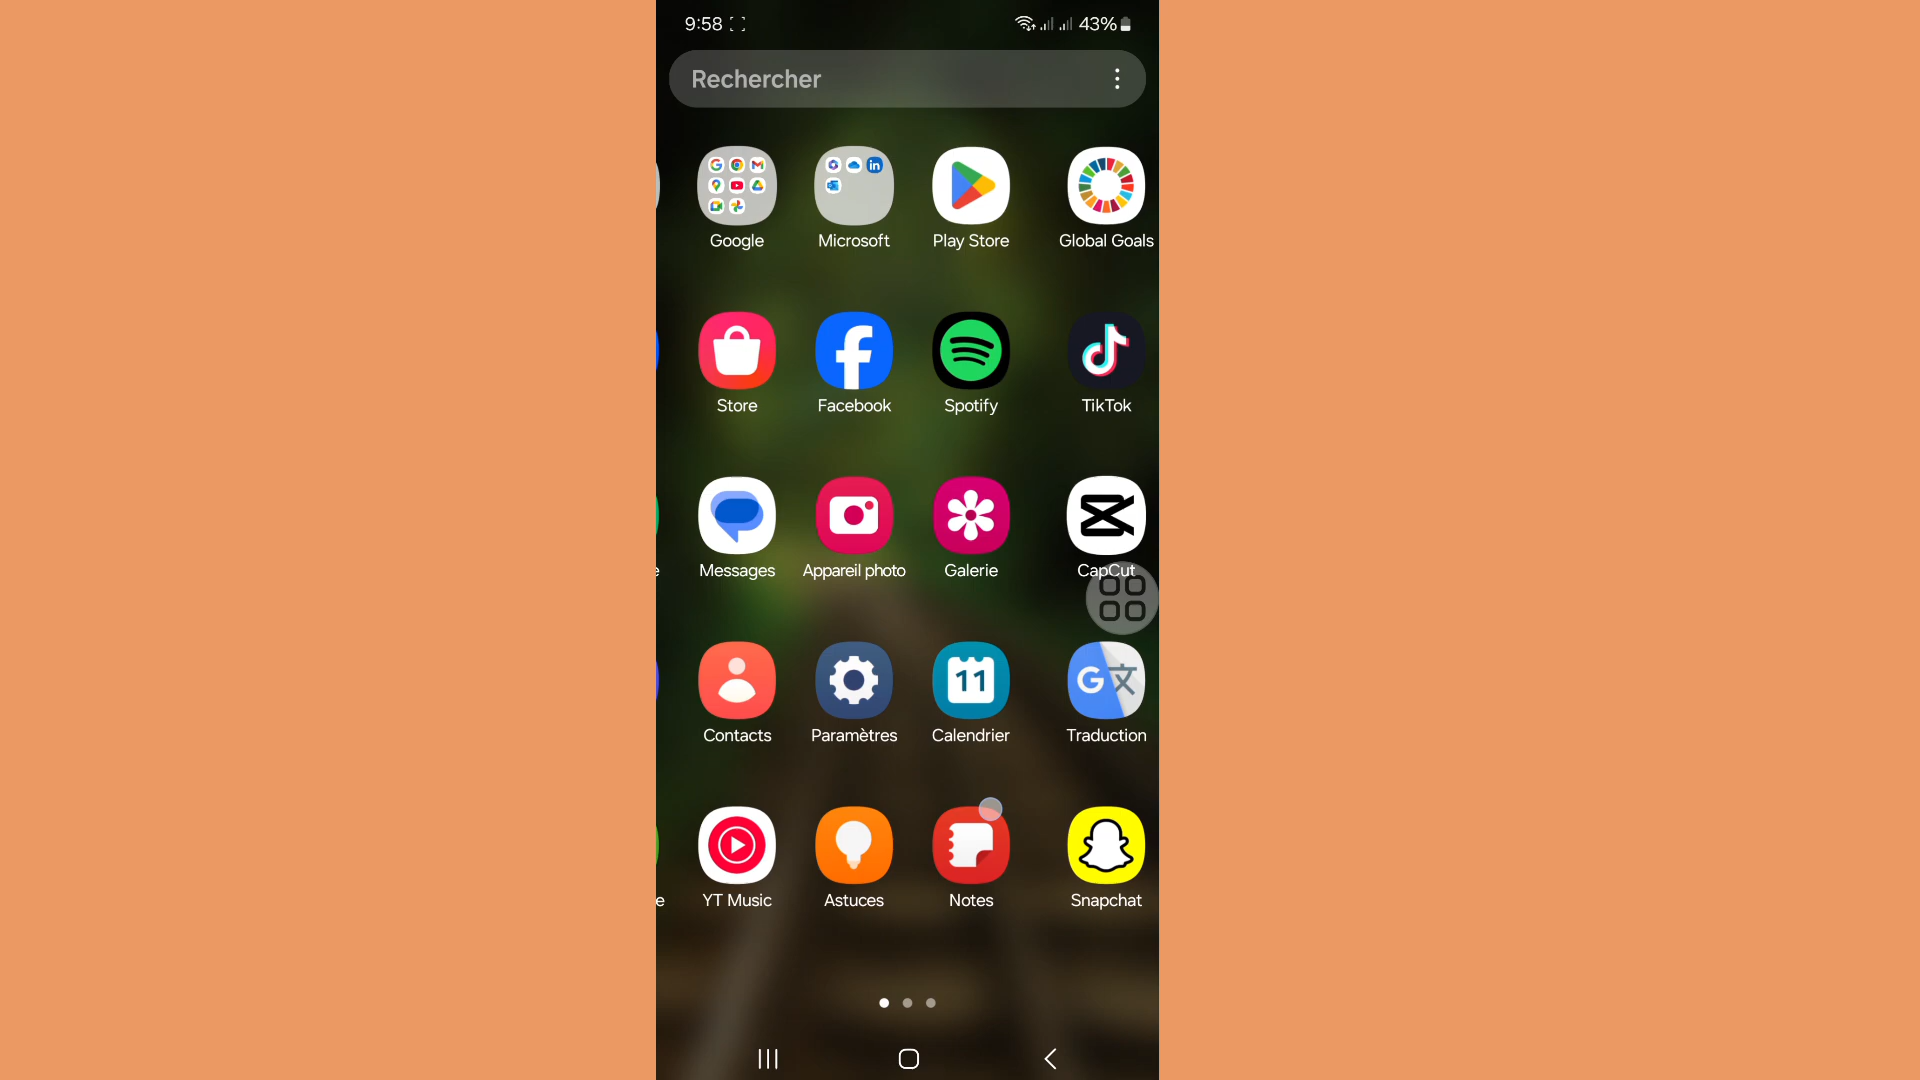 9:58 43%
Rechercher
Google Microsoft Play Store Global Goals
Store Facebook Spotify TikTok
e Messages Appareil photo Galerie CapCut
11
Contacts Paramètres Calendrier Traduction
e YT Music Astuces Notes Snapchat